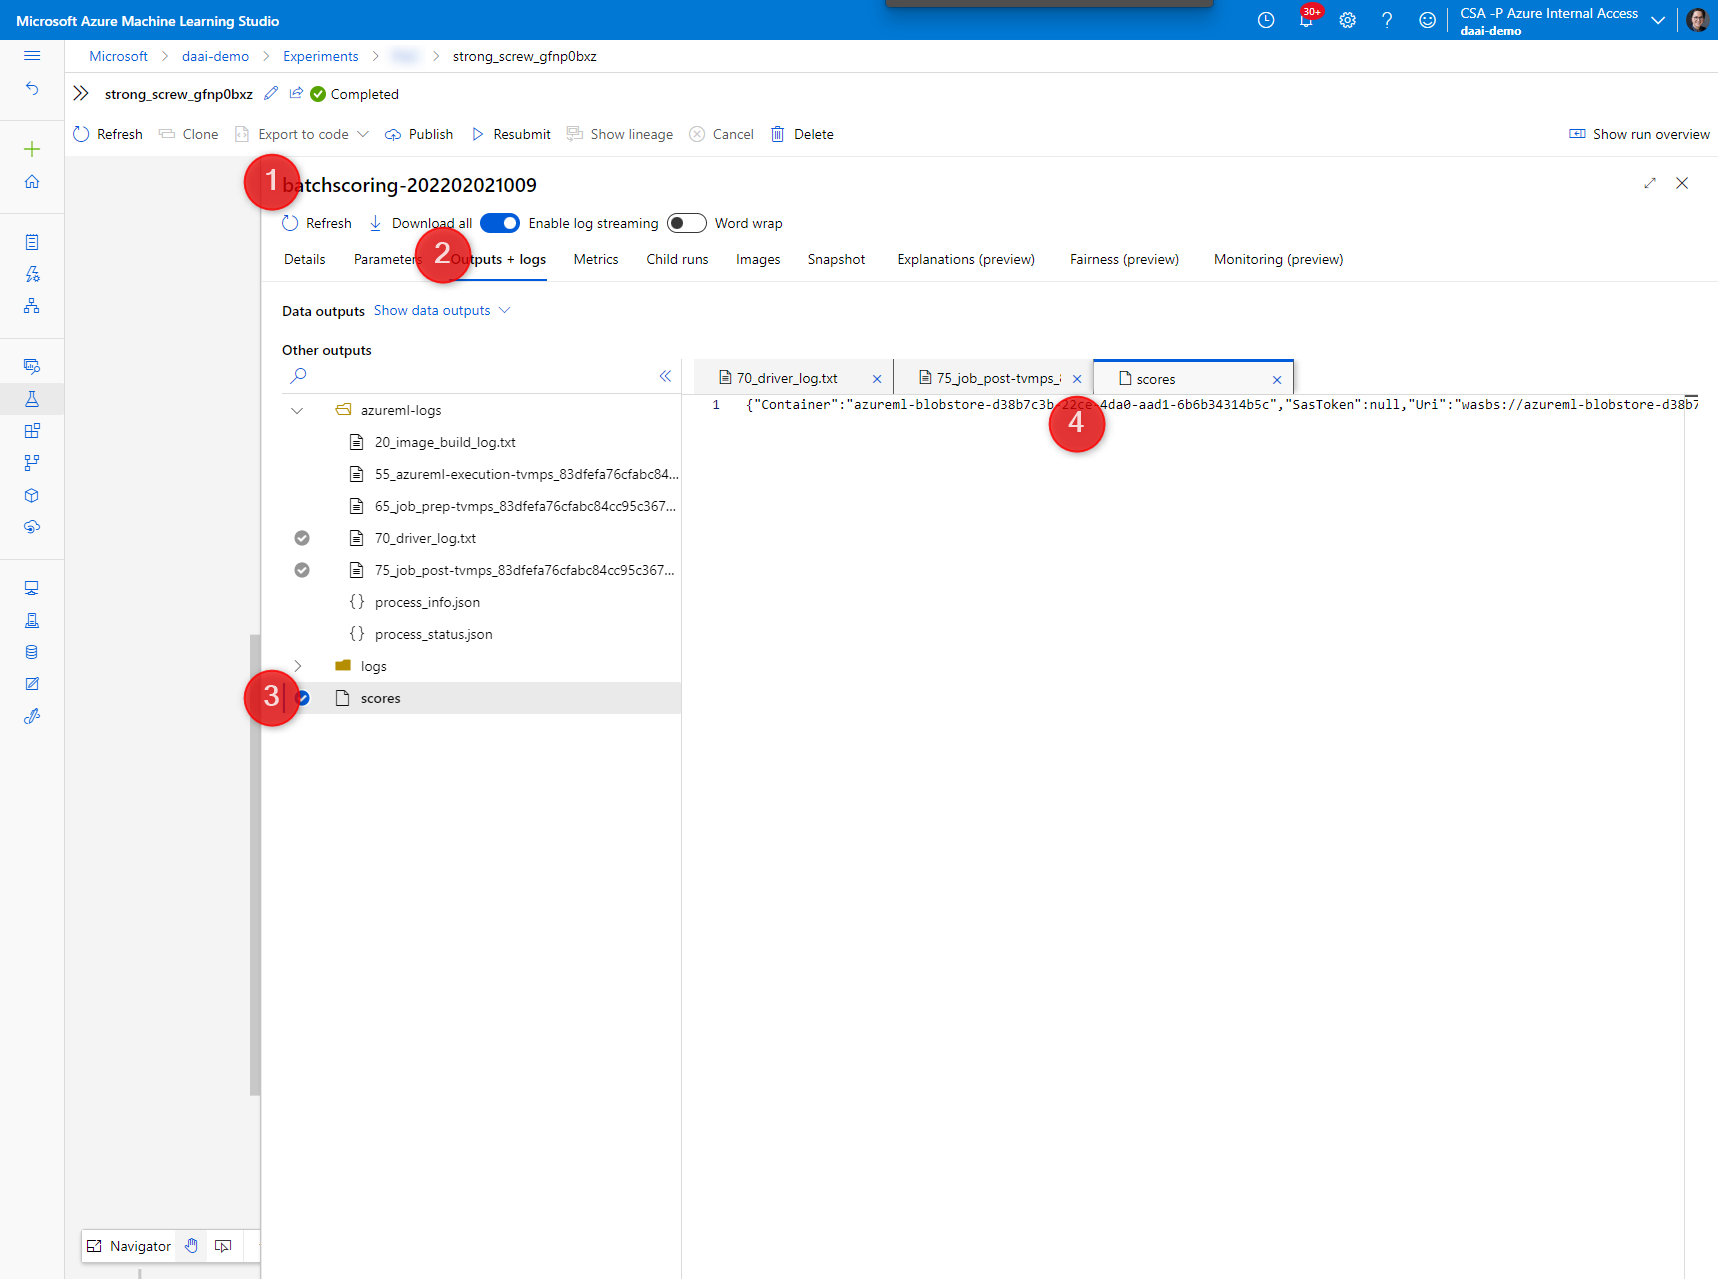 Microsoft Azure Machine Learning Studio
30+
CSA -P Azure Internal Access
daai-demo
Microsoft > daai-demo > Experiments > > strong_screw_gfnp0bxz
strong_screw_gfnp0bxz Completed
Refresh Clone Export to code Publish Resubmit Show lineage Cancel Delete Show run overview
1
batchscoring-202202021009
Refresh Download all Enable log streaming Word wrap
2
Details Parameters Outputs + logs Metrics Child runs Images Snapshot Explanations (preview) Fairness (preview) Monitoring (preview)
Data outputs Show data outputs
Other outputs
70_driver_log.txt 75_job_post-tvmps_ scores
1 {"Container":"azureml-blobstore-d38b7c3b-22ce-4da0-aad1-6b6b34314b5c","SasToken":null,"Uri":"wasbs://azureml-blobstore-d38b7
4
azureml-logs
20_image_build_log.txt
55_azureml-execution-tvmps_83dfefa76cfabc84...
65_job_prep-tvmps_83dfefa76cfabc84cc95c367...
70_driver_log.txt
75_job_post-tvmps_83dfefa76cfabc84cc95c367...
{} process_info.json
{} process_status.json
logs
3
scores
Navigator